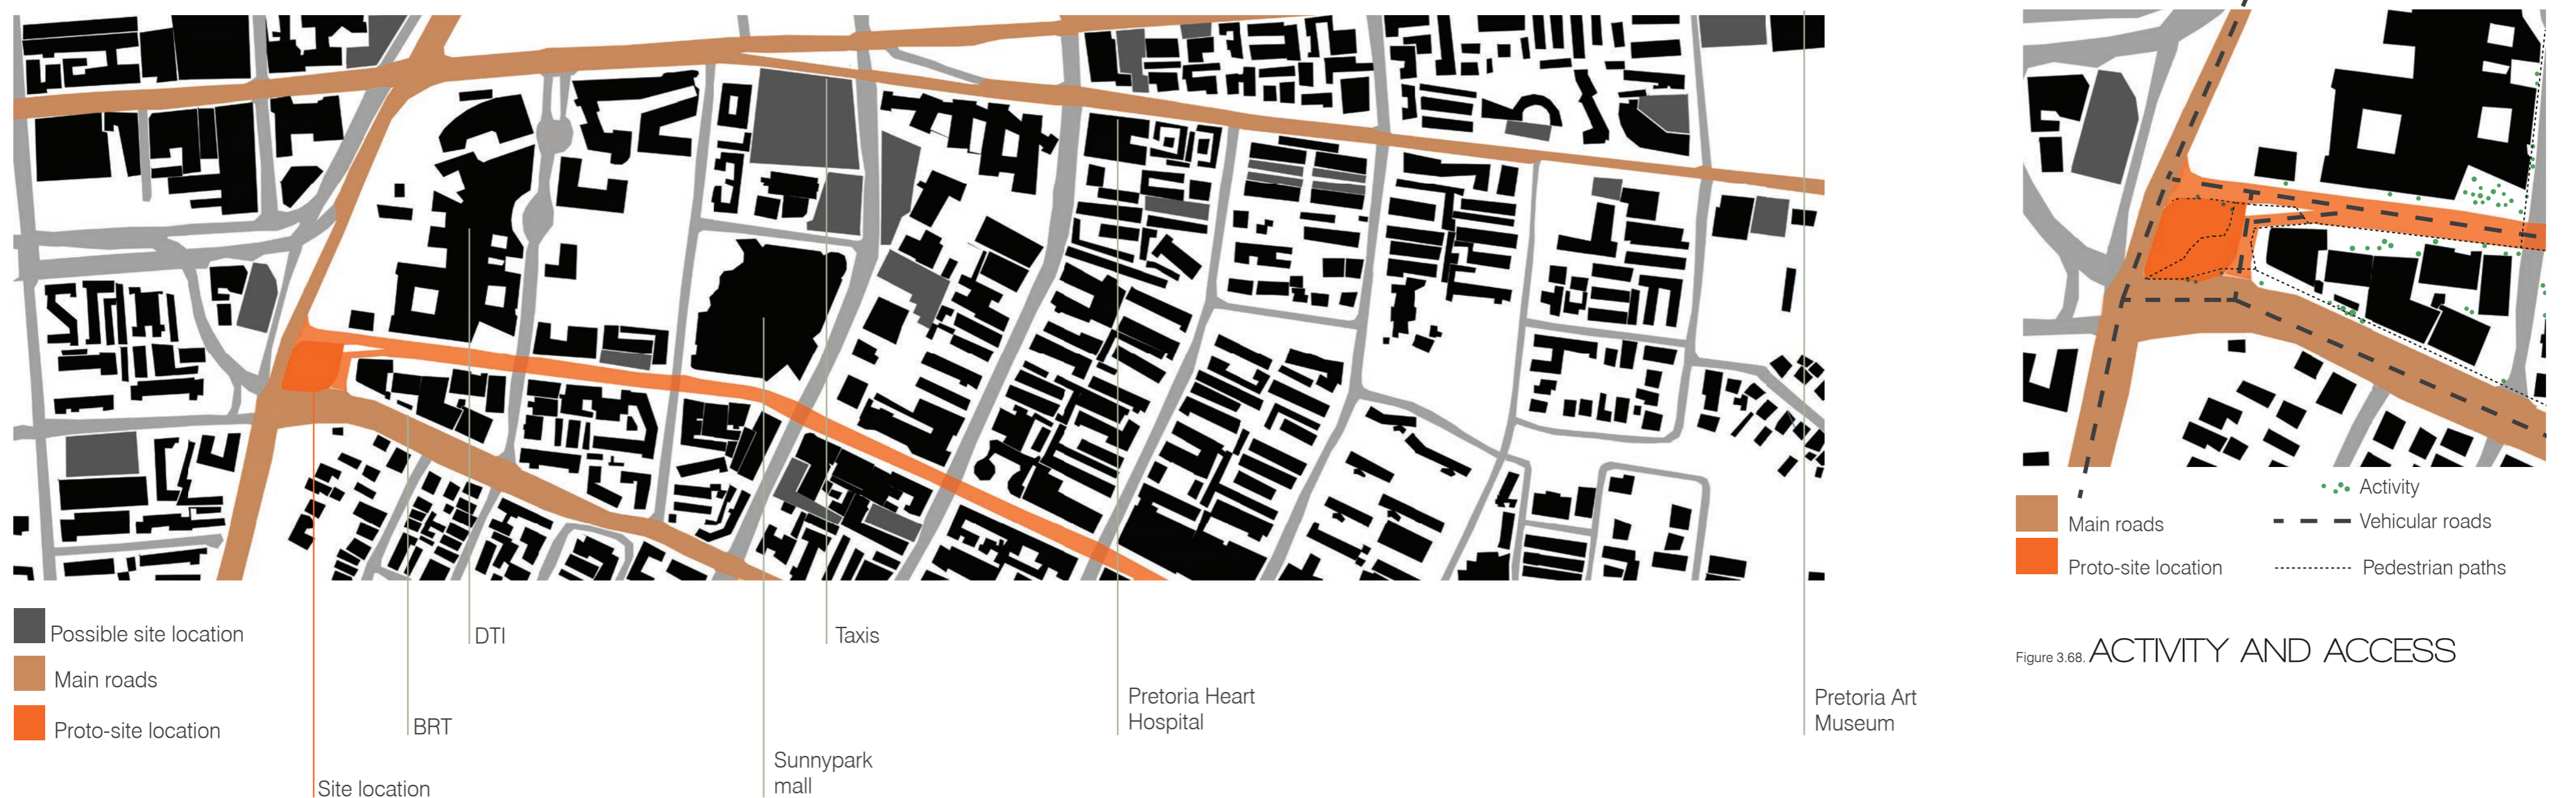 Possible site location
Main roads
Proto-site location
Site location
BRT
DTI
Sunnypark
mall
Taxis
Pretoria Heart
Hospital
Pretoria Art
Museum
Main roads
Proto-site location
Activity
Vehicular roads
Pedestrian paths
Figure 3.68. ACTIVITY AND ACCESS